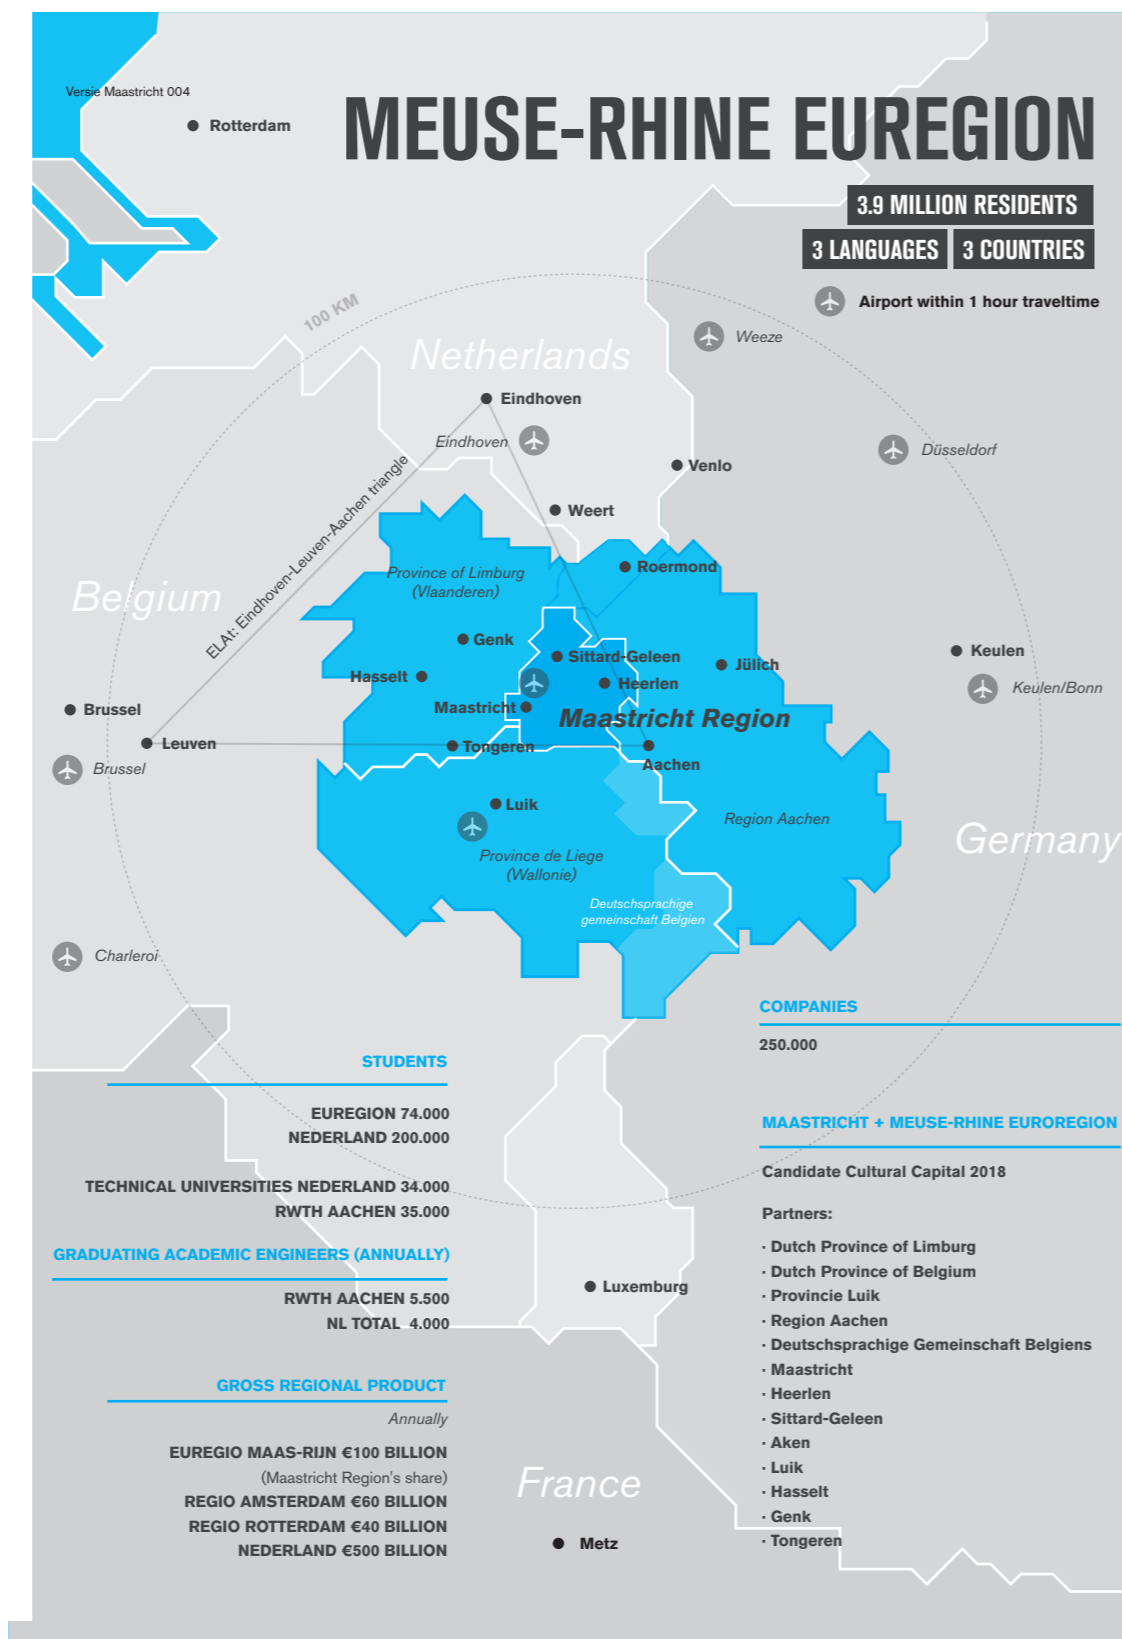 Versie Maastricht 004
Rotterdam
MEUSE-RHINE EUREGION
3.9 MILLION RESIDENTS
3 LANGUAGES
3 COUNTRIES
Airport within 1 hour traveltime
100 KM
Weeze
Netherlands
Eindhoven
Eindhoven
Düsseldorf
Venlo
Weert
ELAt: Eindhoven-Leuven-Aachen triangle
Province of Limburg
(Vlaanderen)
Roermond
Belgium
Genk
Sittard-Geleen
Jülich
Keulen
Hasselt
Heerlen
Keulen/Bonn
Brussel
Maastricht
Maastricht Region
Leuven
Tongeren
Aachen
Brussel
Luik
Region Aachen
Germany
Province de Liege
(Wallonie)
Deutschsprachige
gemeinschaft Belgien
Charleroi
COMPANIES
250.000
STUDENTS
EUREGION 74.000
NEDERLAND 200.000
TECHNICAL UNIVERSITIES NEDERLAND 34.000
RWTH AACHEN 35.000
GRADUATING ACADEMIC ENGINEERS (ANNUALLY)
RWTH AACHEN 5.500
NL TOTAL 4.000
GROSS REGIONAL PRODUCT
Annually
EUREGIO MAAS-RIJN €100 BILLION
(Maastricht Region's share)
REGIO AMSTERDAM €60 BILLION
REGIO ROTTERDAM €40 BILLION
NEDERLAND €500 BILLION
Luxemburg
France
Metz
MAASTRICHT + MEUSE-RHINE EUROREGION
Candidate Cultural Capital 2018
Partners:
· Dutch Province of Limburg
· Dutch Province of Belgium
· Provincie Luik
· Region Aachen
· Deutschsprachige Gemeinschaft Belgiens
· Maastricht
· Heerlen
· Sittard-Geleen
· Aken
· Luik
· Hasselt
· Genk
· Tongeren